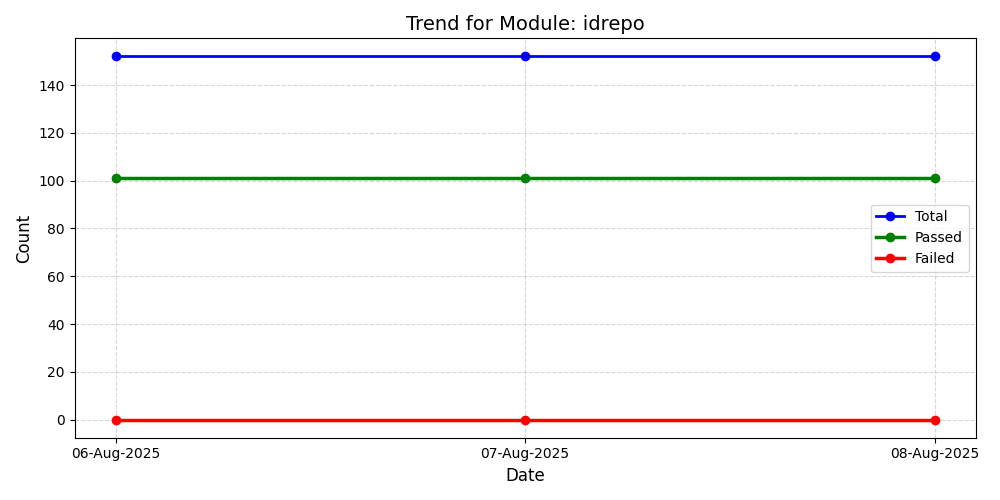 Trend for Module: idrepo
Count
140
120
100
80
60
40
20
0
Total
Passed
Failed
06-Aug-2025
07-Aug-2025
08-Aug-2025
Date